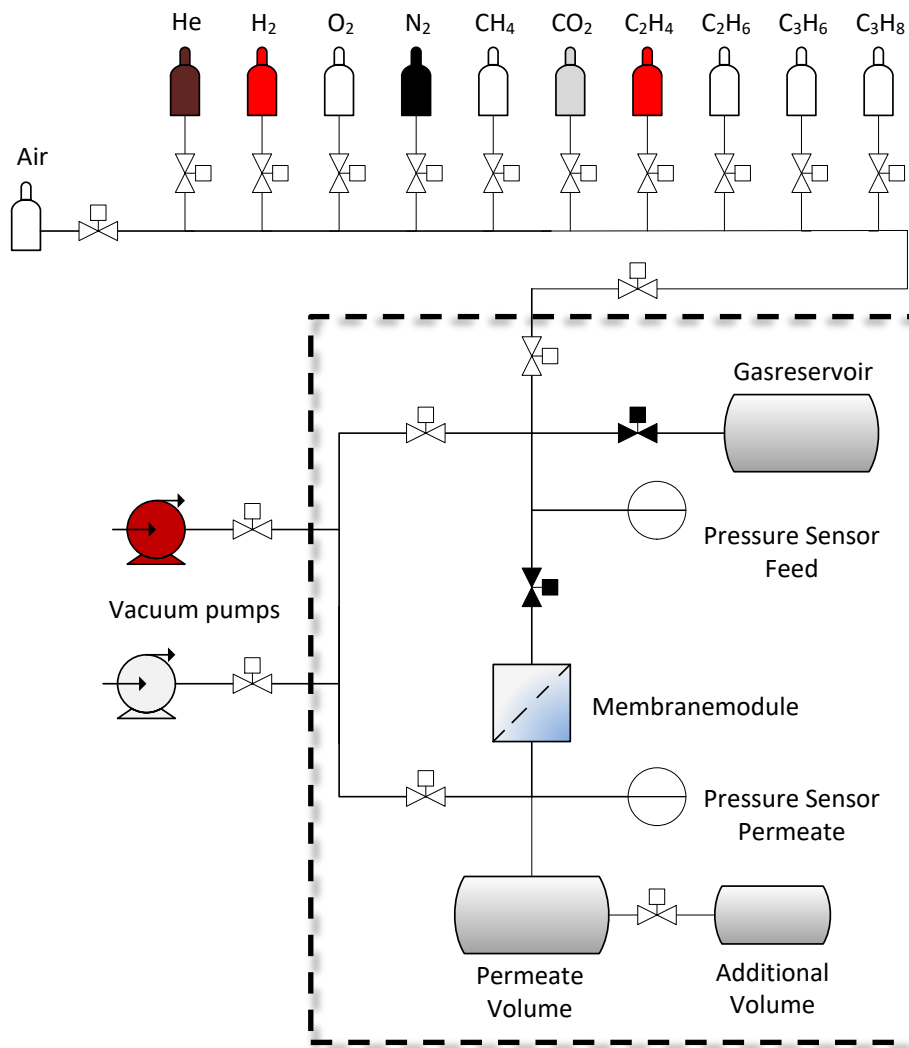 He
H₂
O₂
N₂
CH₄
CO₂
C₂H₄
C₂H₆
C₃H₆
C₃H₈
Air
Gasreservoir
Pressure Sensor
Feed
Vacuum pumps
Membranemodule
Pressure Sensor
Permeate
Permeate
Volume
Additional
Volume